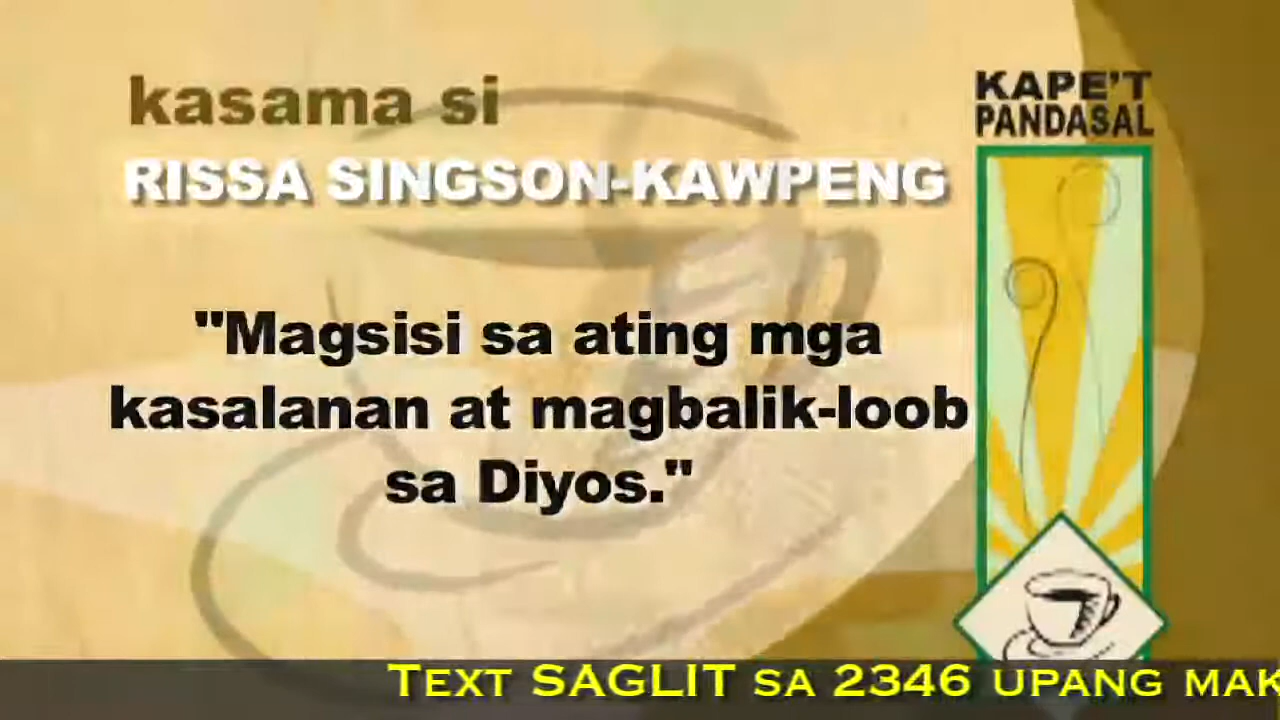 kasama si
RISSA SINGSON-KAWPENG
KAPE'T
PANDASAL
"Magsisi sa ating mga
kasalanan at magbalik-loob
sa Diyos."
TEXT SAGLIT SA 2346 UPANG MAK